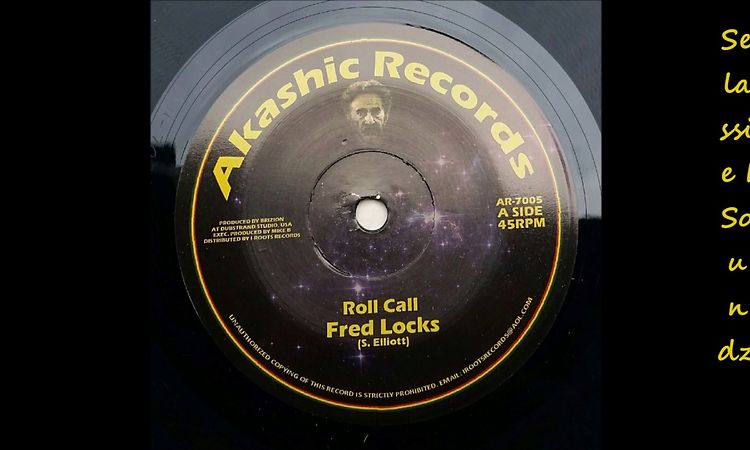 Akashic Records
PRODUCED BY BRIZION
AT DUBSTRAND STUDIO, USA
EXEC. PRODUCED BY MIKE B
DISTRIBUTED BY I ROOTS RECORDS
AR-7005
A SIDE
45RPM
Roll Call
Fred Locks
(S. Elliott)
UNAUTHORIZED COPYING OF THIS RECORD IS STRICTLY PROHIBITED. EMAIL: IROOTSRECORDS@AOL.COM
Se
la
ssi
e
So
u
n
dz